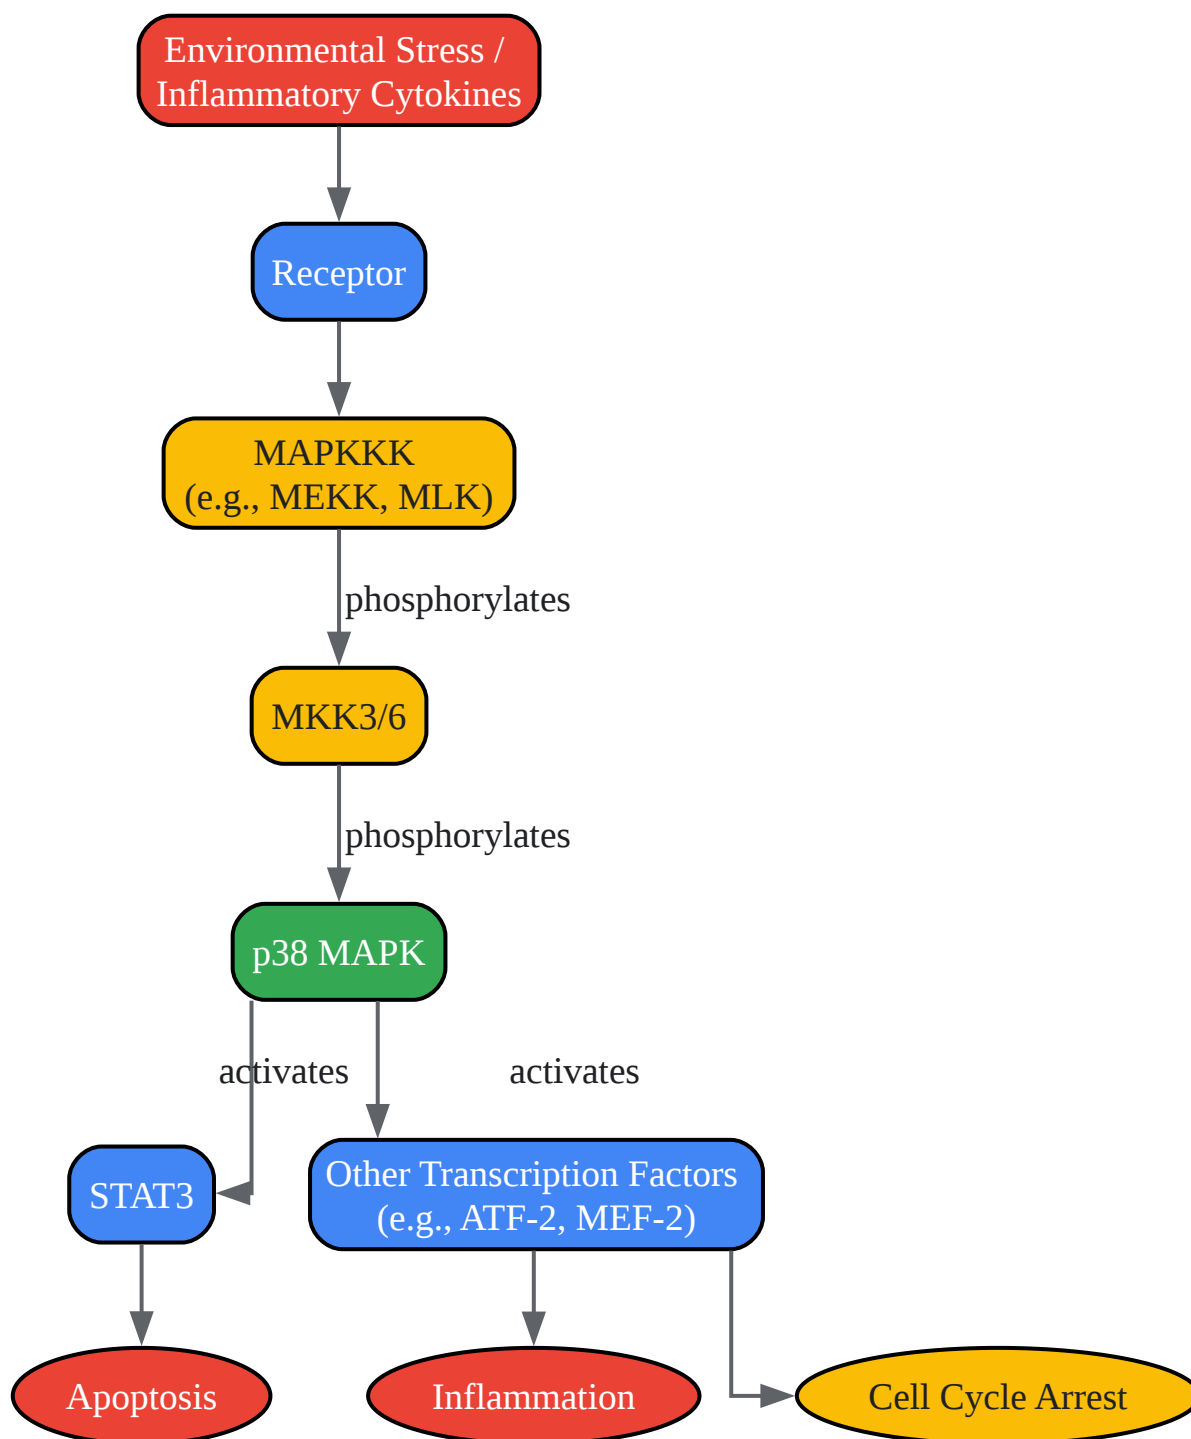 Environmental Stress /
Inflammatory Cytokines
Receptor
MAPKKK
(e.g., MEKK, MLK)
phosphorylates
MKK3/6
phosphorylates
p38 MAPK
activates
activates
STAT3
Other Transcription Factors
(e.g., ATF-2, MEF-2)
Apoptosis
Inflammation
Cell Cycle Arrest